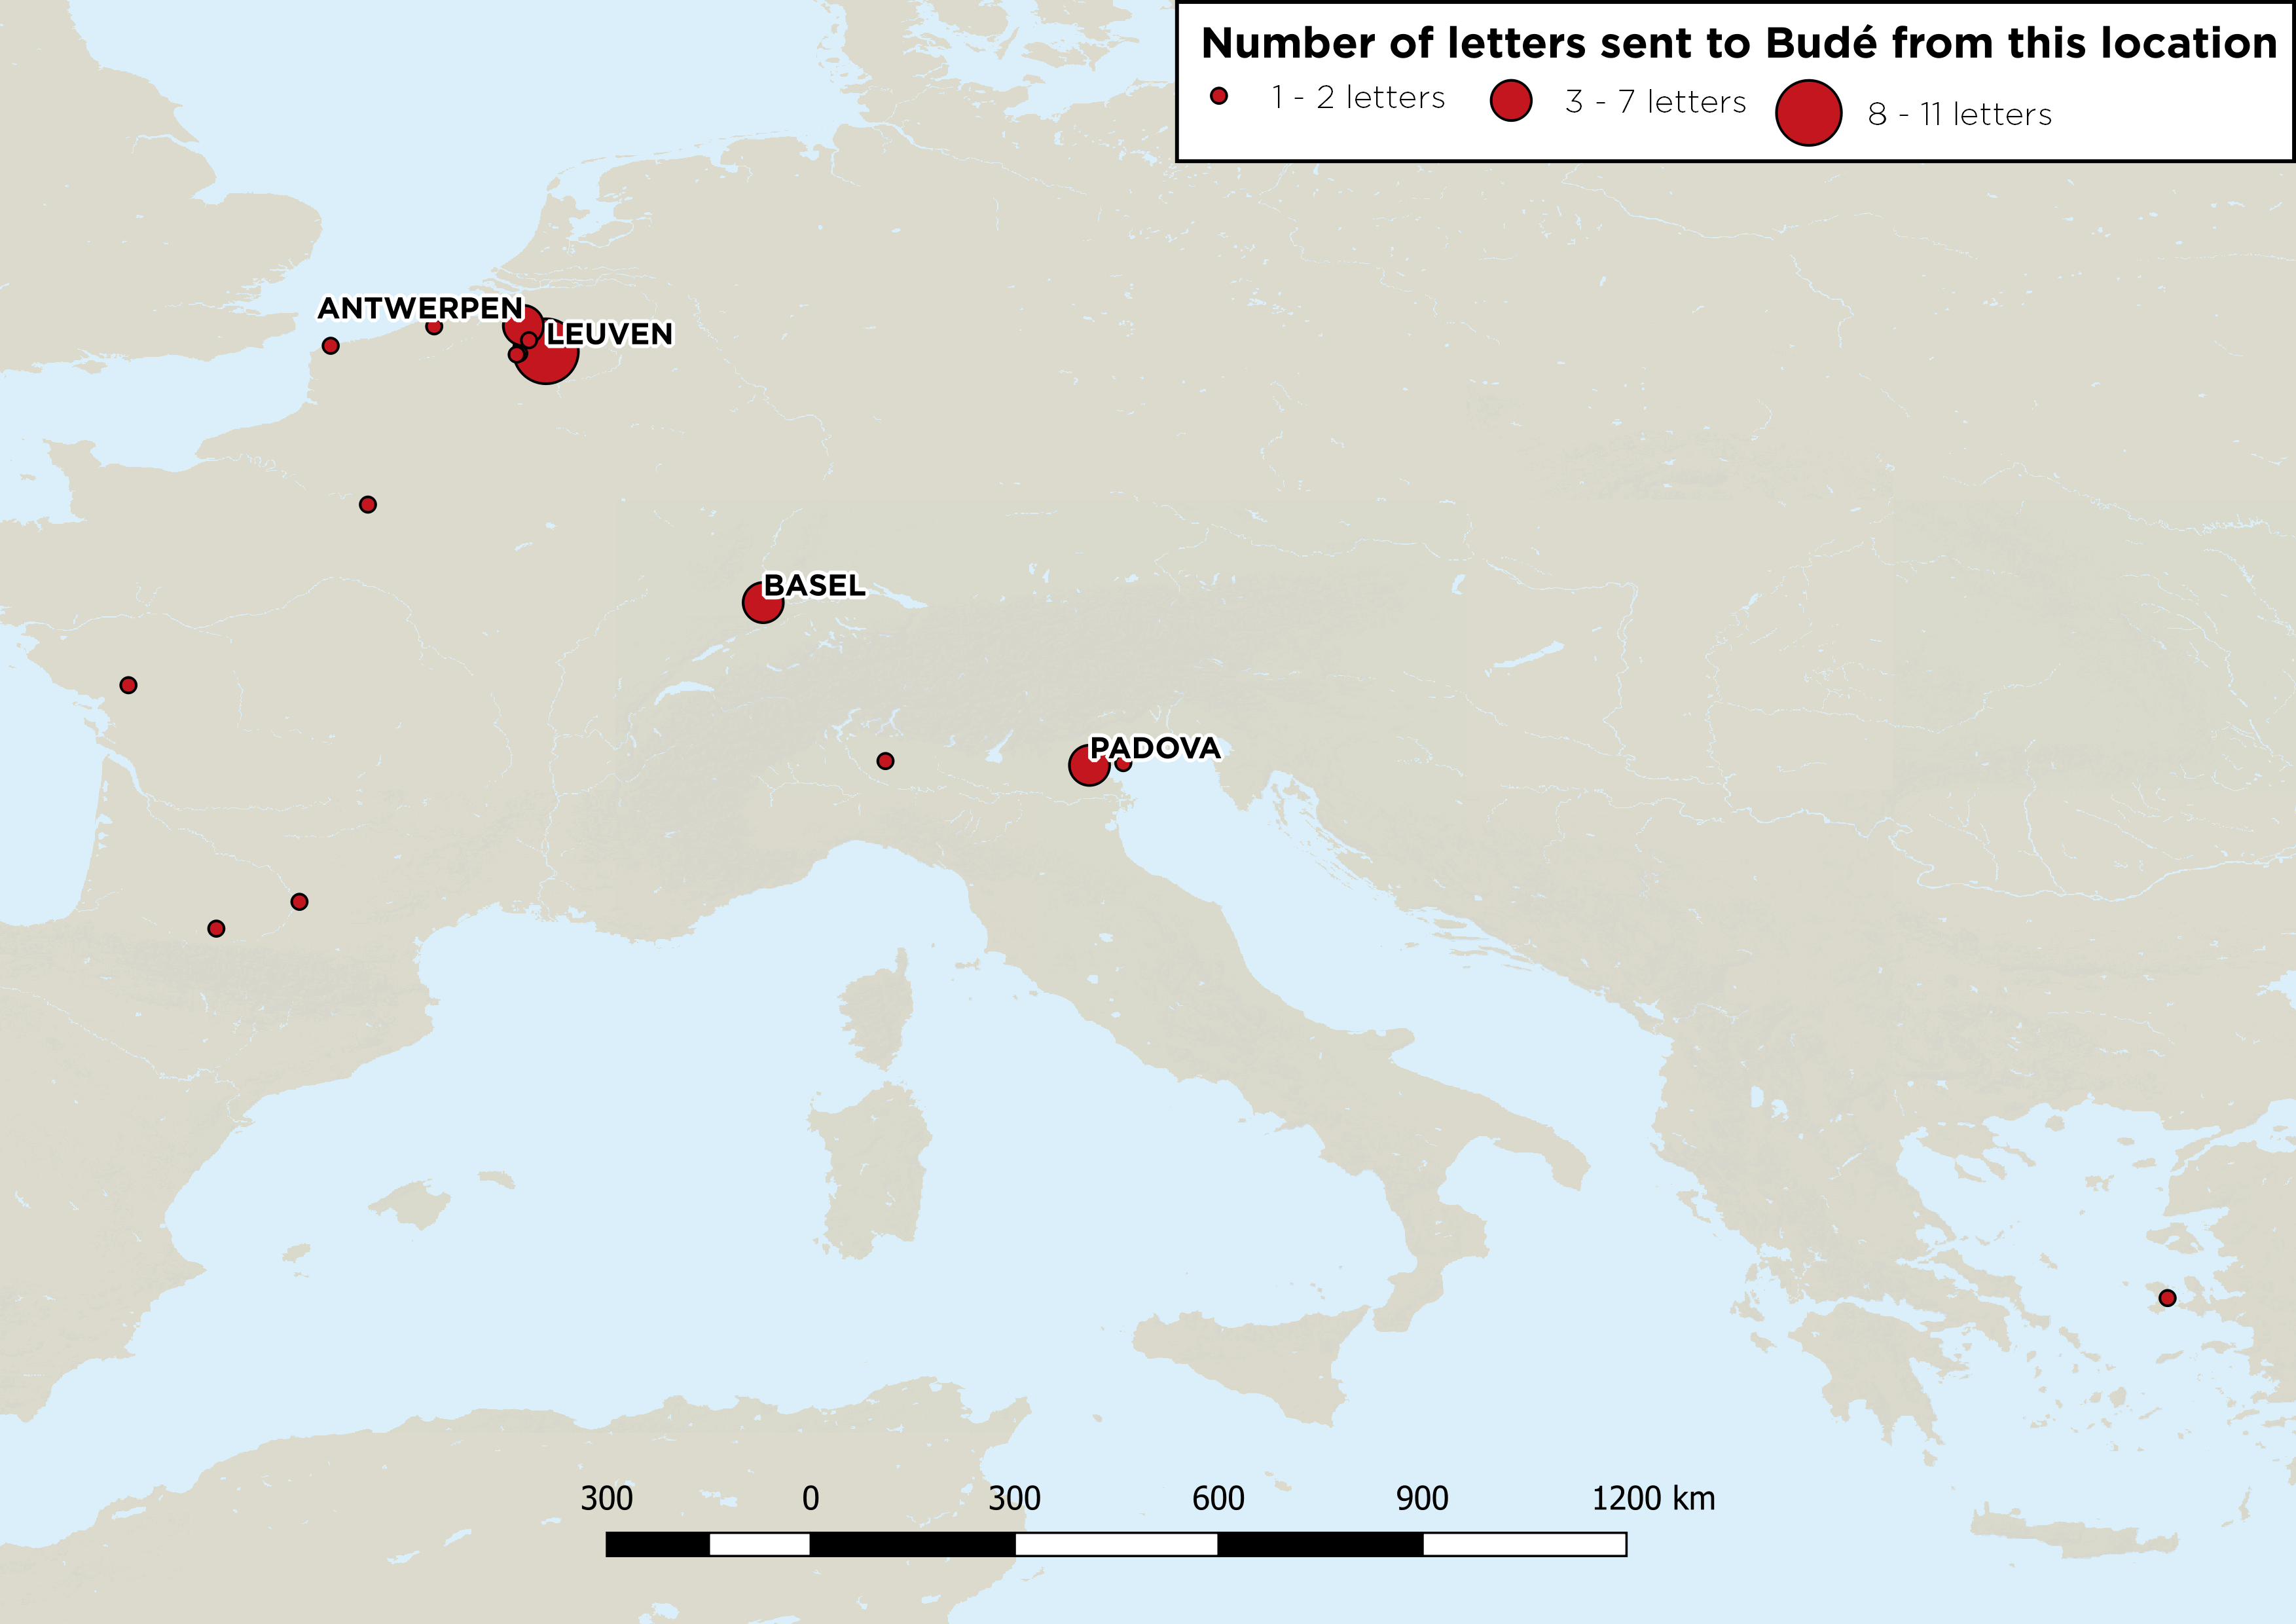 Number of letters sent to Budé from this location
1 - 2 letters 3 - 7 letters 8 - 11 letters
ANTWERPEN
LEUVEN
BASEL
PADOVA
300 0 300 600 900 1200 km